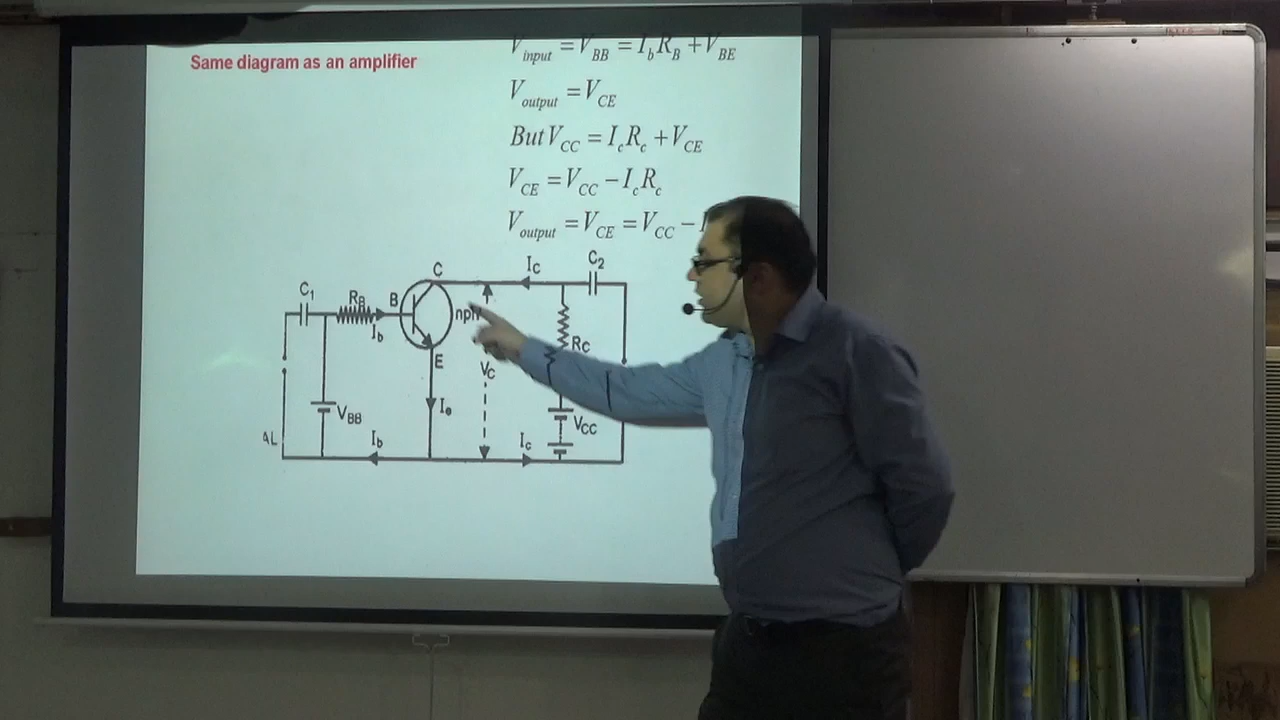 Same diagram as an amplifier
V_input = V_BB = I_b R_B + V_BE
V_output = V_CE
But V_CC = I_c R_c + V_CE
V_CE = V_CC − I_c R_c
V_output = V_CE = V_CC −
C
I_C
C_2
C_1
R_B
B
I_b
npn
E
R_C
V_C
I_e
V_BB
V_CC
AL
I_b
I_c